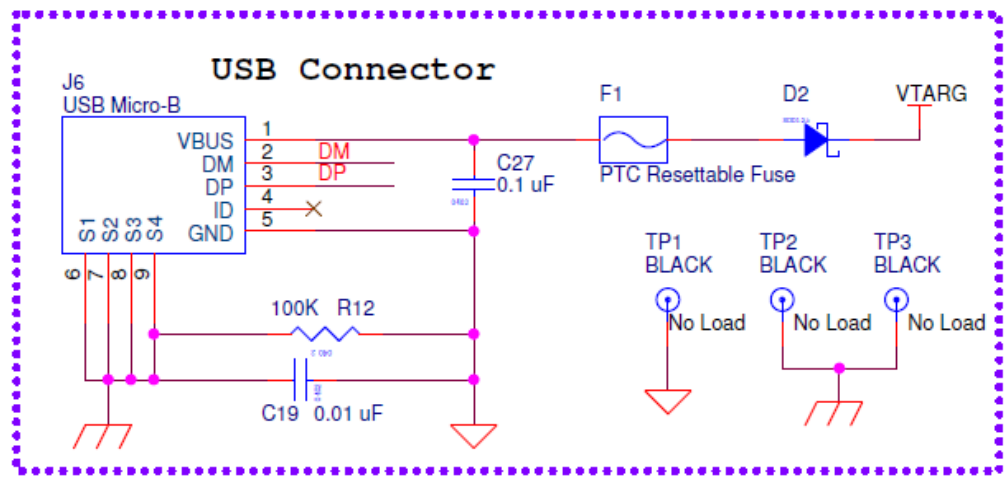 USB Connector
J6
USB Micro-B
VBUS 1
DM 2 DM
DP 3 DP
ID 4
GND 5
S1 S2 S3 S4
6 7 8 9
C27
0.1 uF
0402
F1
PTC Resettable Fuse
D2
VTARG
100K R12
C19 0.01 uF
0402
TP1
BLACK
No Load
TP2
BLACK
No Load
TP3
BLACK
No Load